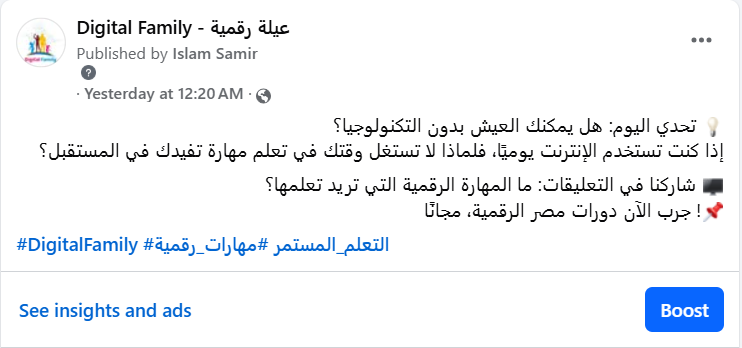 Digital Family - عيلة رقمية
Published by Islam Samir
?
· Yesterday at 12:20 AM ·
💡 تحدي اليوم: هل يمكنك العيش بدون التكنولوجيا؟
إذا كنت تستخدم الإنترنت يوميًا، فلماذا لا تستغل وقتك في تعلم مهارة تفيدك في المستقبل؟
🖥️ شاركنا في التعليقات: ما المهارة الرقمية التي تريد تعلمها؟
📌! جرب الآن دورات مصر الرقمية، مجانًا
#DigitalFamily #التعلم_المستمر #مهارات_رقمية
See insights and ads
Boost
Digital Family